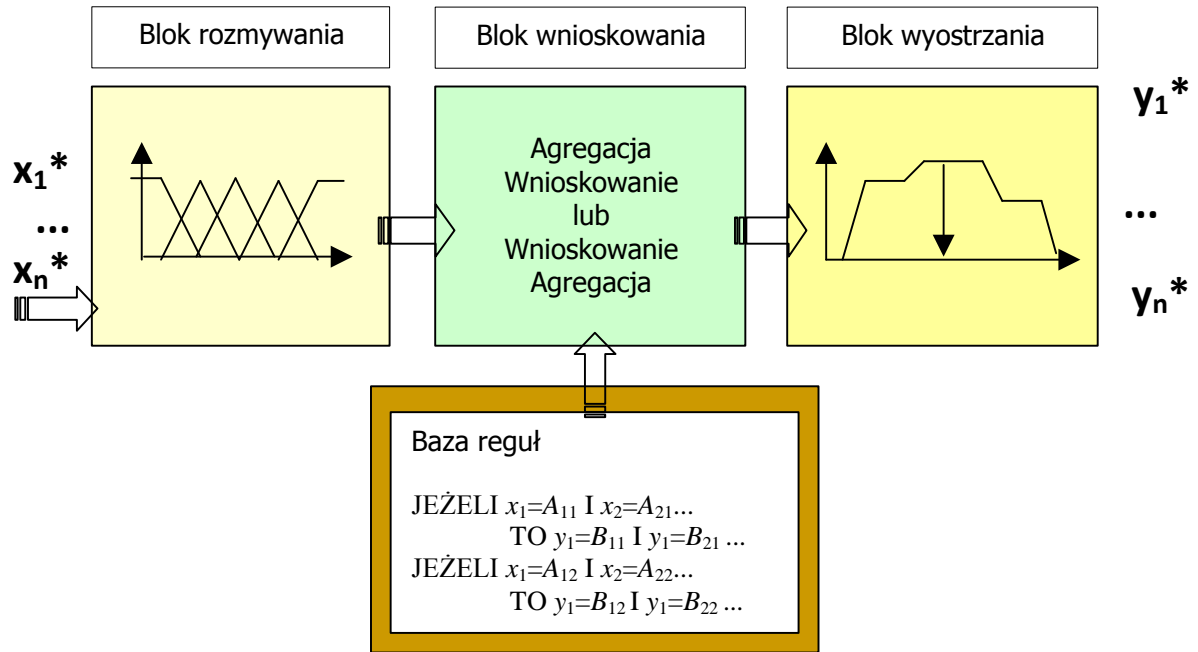 Blok rozmywania
Blok wnioskowania
Blok wyostrzania
x₁*
...
xₙ*
Agregacja
Wnioskowanie
lub
Wnioskowanie
Agregacja
y₁*
...
yₙ*
Baza reguł
JEŻELI x₁=A₁₁ I x₂=A₂₁...
TO y₁=B₁₁ I y₁=B₂₁ ...
JEŻELI x₁=A₁₂ I x₂=A₂₂...
TO y₁=B₁₂ I y₁=B₂₂ ...